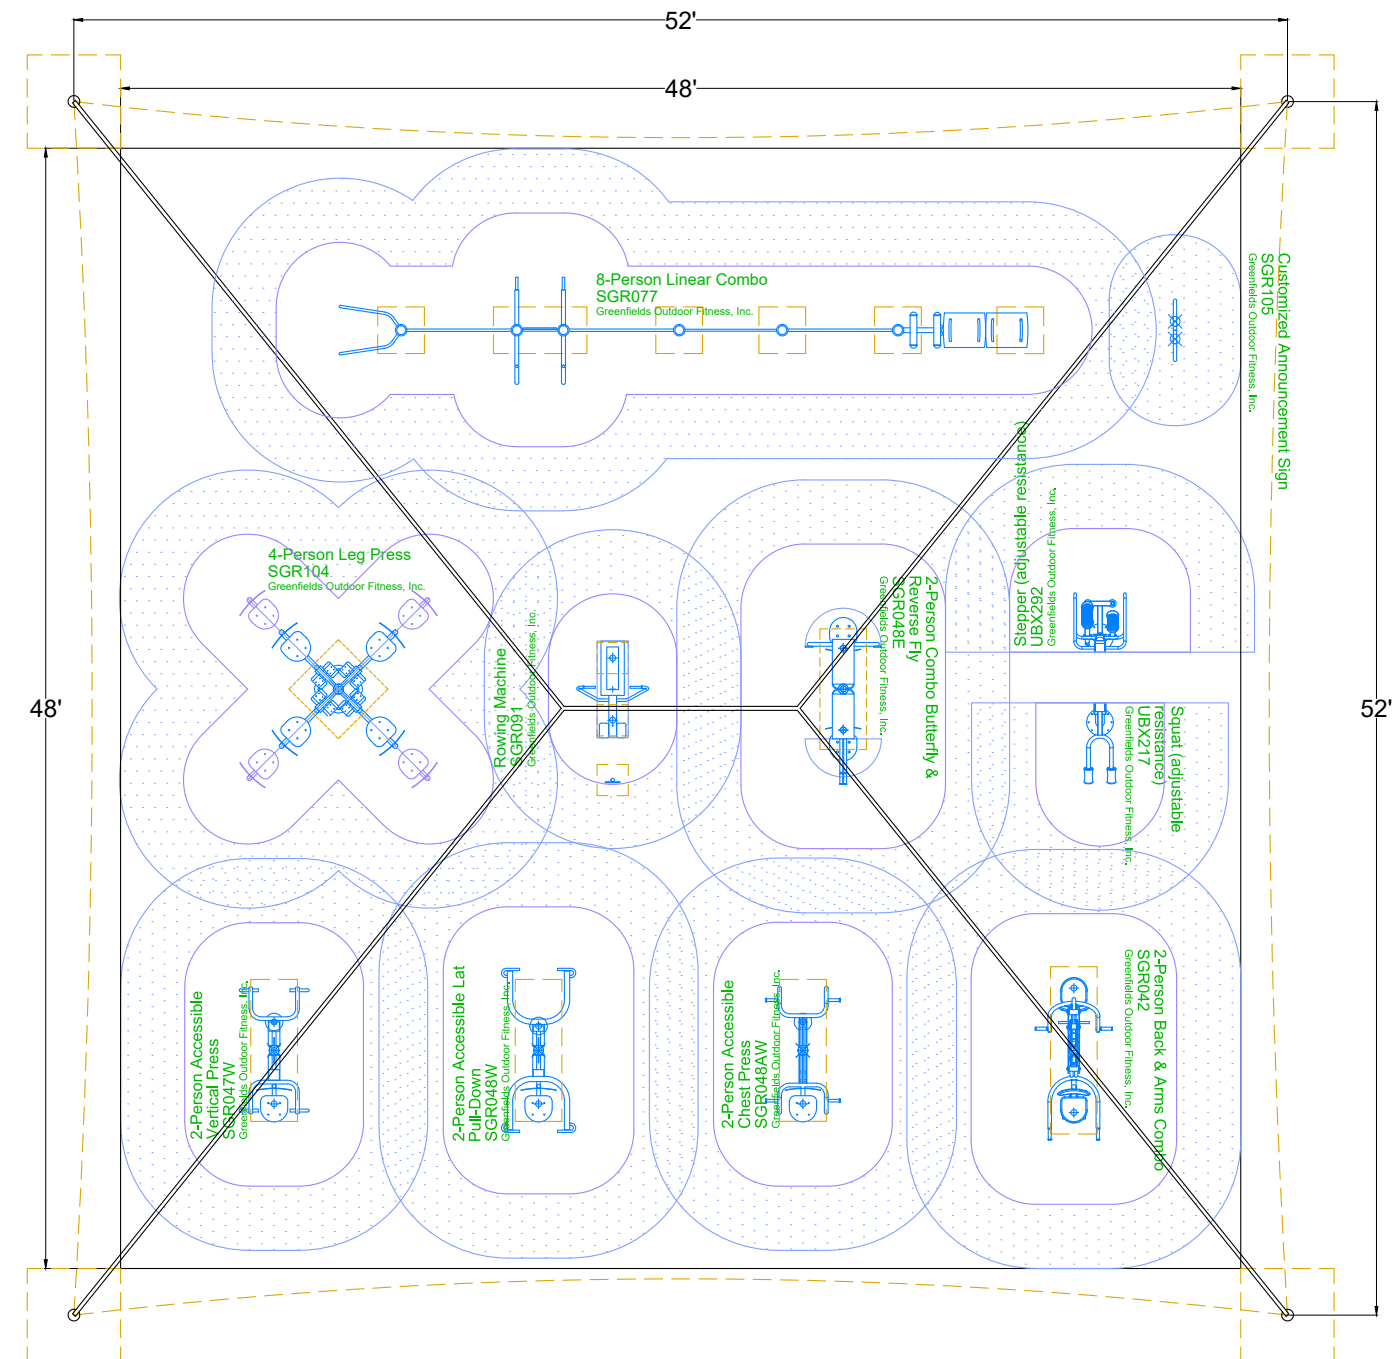 52'
48'
8-Person Linear Combo
SGR077
Greenfields Outdoor Fitness, Inc.
Customized Announcement Sign
SGR105
Greenfields Outdoor Fitness, Inc.
4-Person Leg Press
SGR104
Greenfields Outdoor Fitness, Inc.
Rowing Machine
SGR091
Greenfields Outdoor Fitness, Inc.
2-Person Combo Butterfly &
Reverse Fly
SGR048E
Greenfields Outdoor Fitness, Inc.
Stepper (adjustable resistance)
UBX292
Greenfields Outdoor Fitness, Inc.
Squat (adjustable
resistance)
UBX217
Greenfields Outdoor Fitness, Inc.
48'
52'
2-Person Accessible
Vertical Press
SGR047W
Greenfields Outdoor Fitness, Inc.
2-Person Accessible Lat
Pull-Down
SGR048W
Greenfields Outdoor Fitness, Inc.
2-Person Accessible
Chest Press
SGR048AW
Greenfields Outdoor Fitness, Inc.
2-Person Back & Arms Combo
SGR042
Greenfields Outdoor Fitness, Inc.